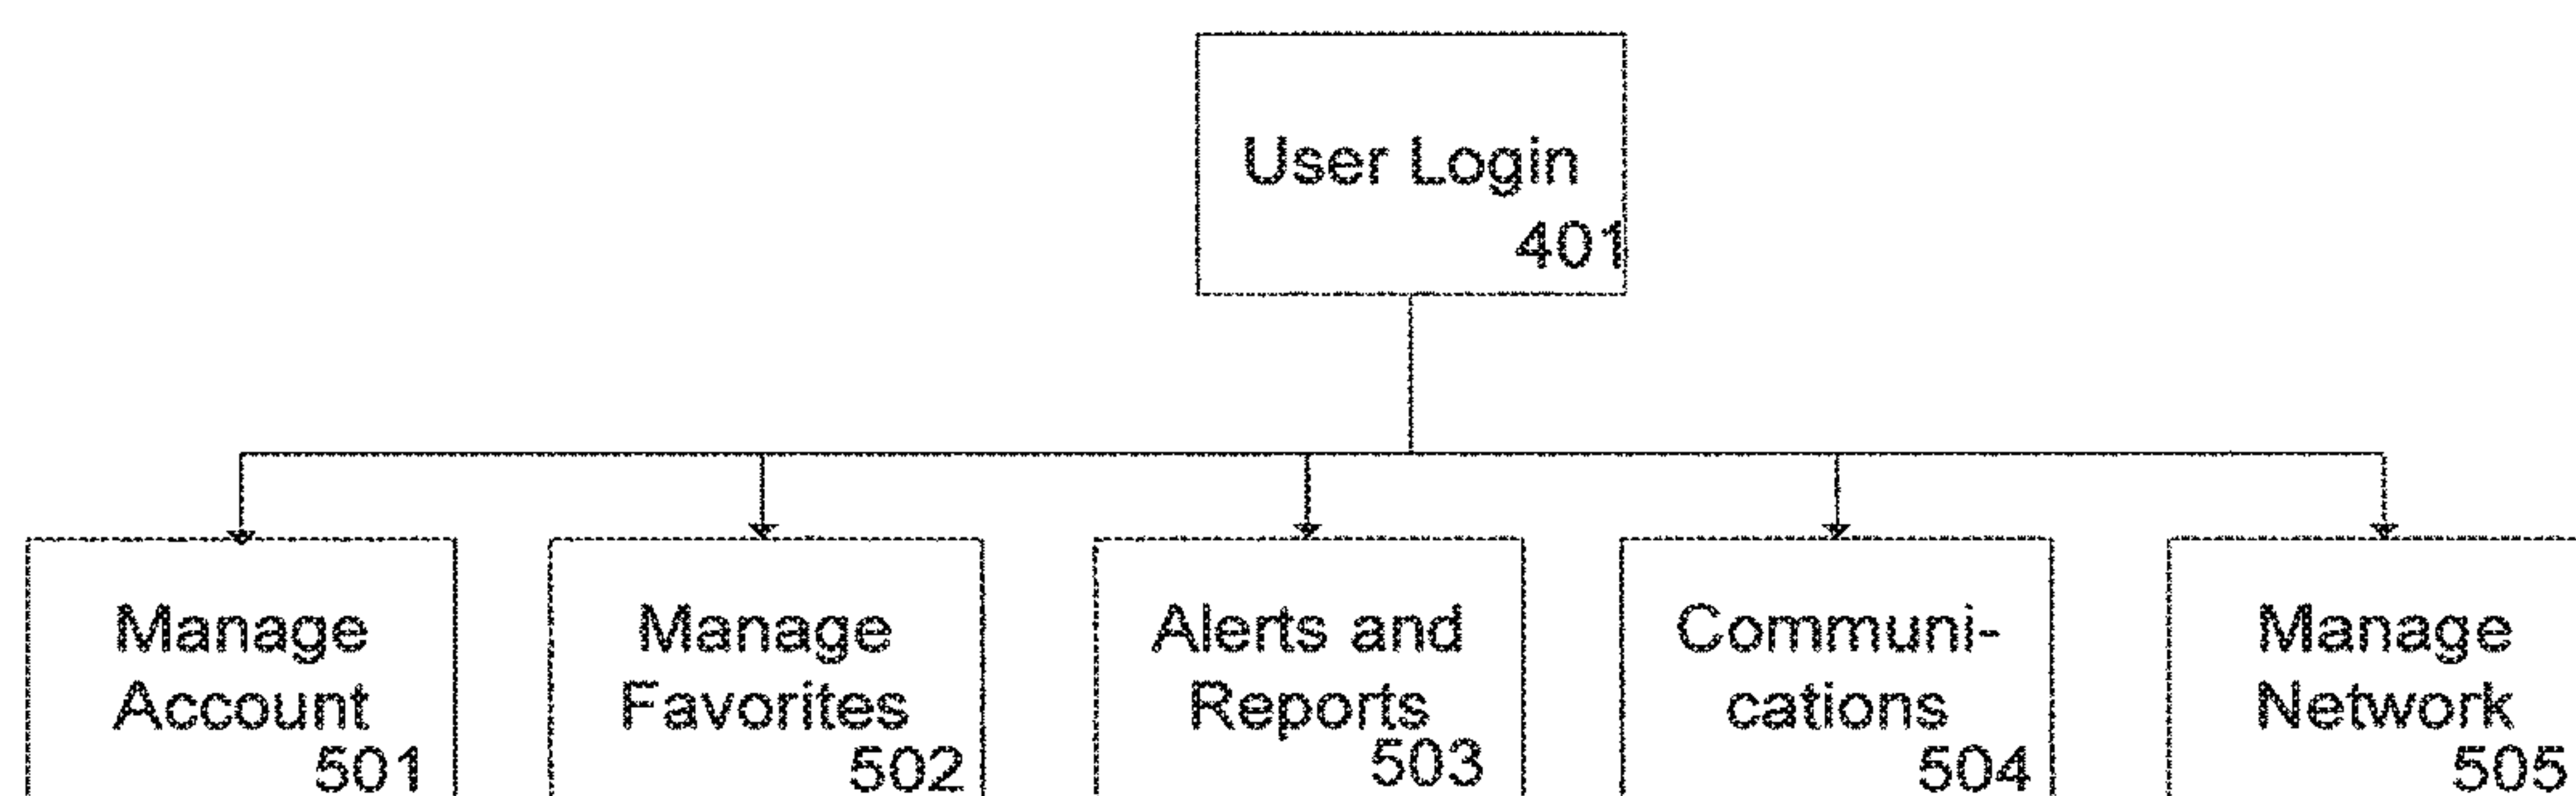 User Login
401
Manage
Account
501
Manage
Favorites
502
Alerts and
Reports
503
Communi-
cations
504
Manage
Network
505